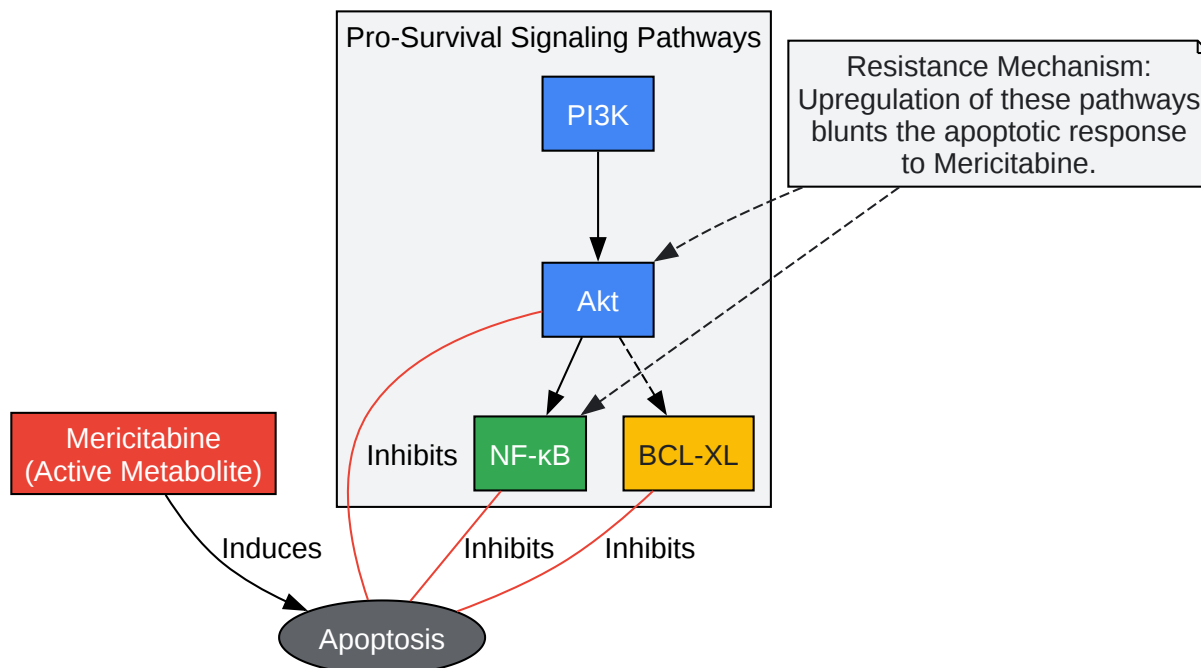 Pro-Survival Signaling Pathways
PI3K
Resistance Mechanism:
Upregulation of these pathways
blunts the apoptotic response
to Mericitabine.
Akt
Mericitabine
(Active Metabolite)
Inhibits
NF-κB
BCL-XL
Induces
Inhibits
Inhibits
Apoptosis